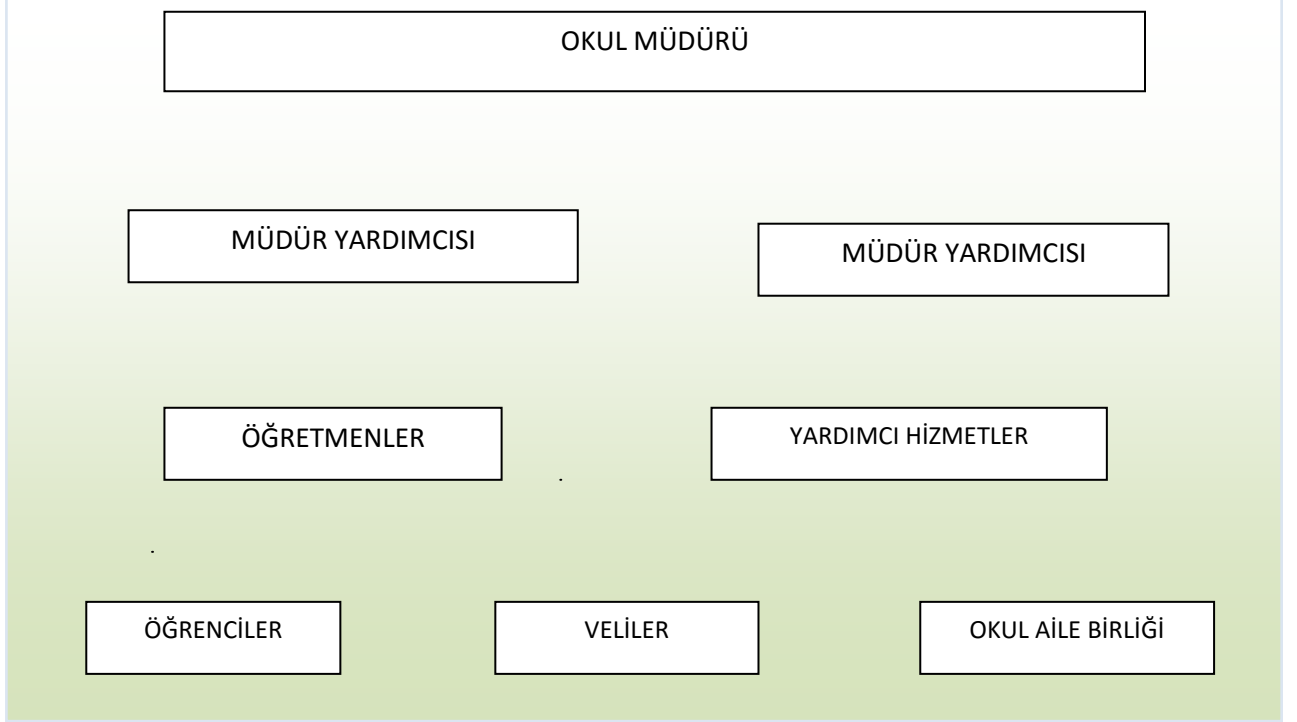 OKUL MÜDÜRÜ
MÜDÜR YARDIMCISI
MÜDÜR YARDIMCISI
ÖĞRETMENLER
YARDIMCI HİZMETLER
ÖĞRENCİLER
VELİLER
OKUL AİLE BİRLİĞİ